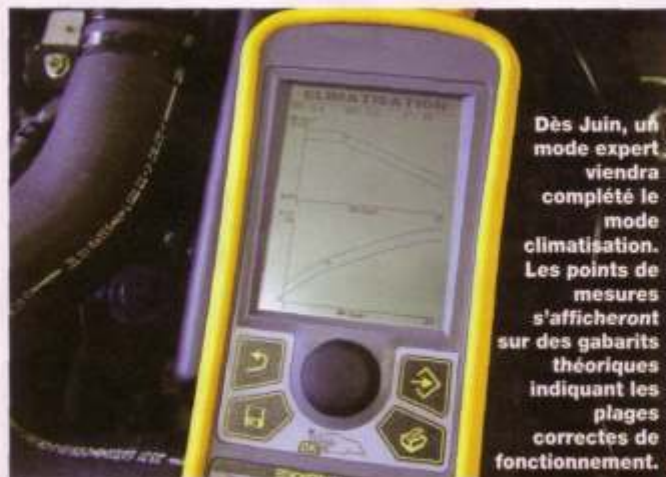 CLIMATISATION
Dès Juin, un
mode expert
viendra
complété le
mode
climatisation.
Les points de
mesures
s'afficheront
sur des gabarits
théoriques
indiquant les
plages
correctes de
fonctionnement.
OK